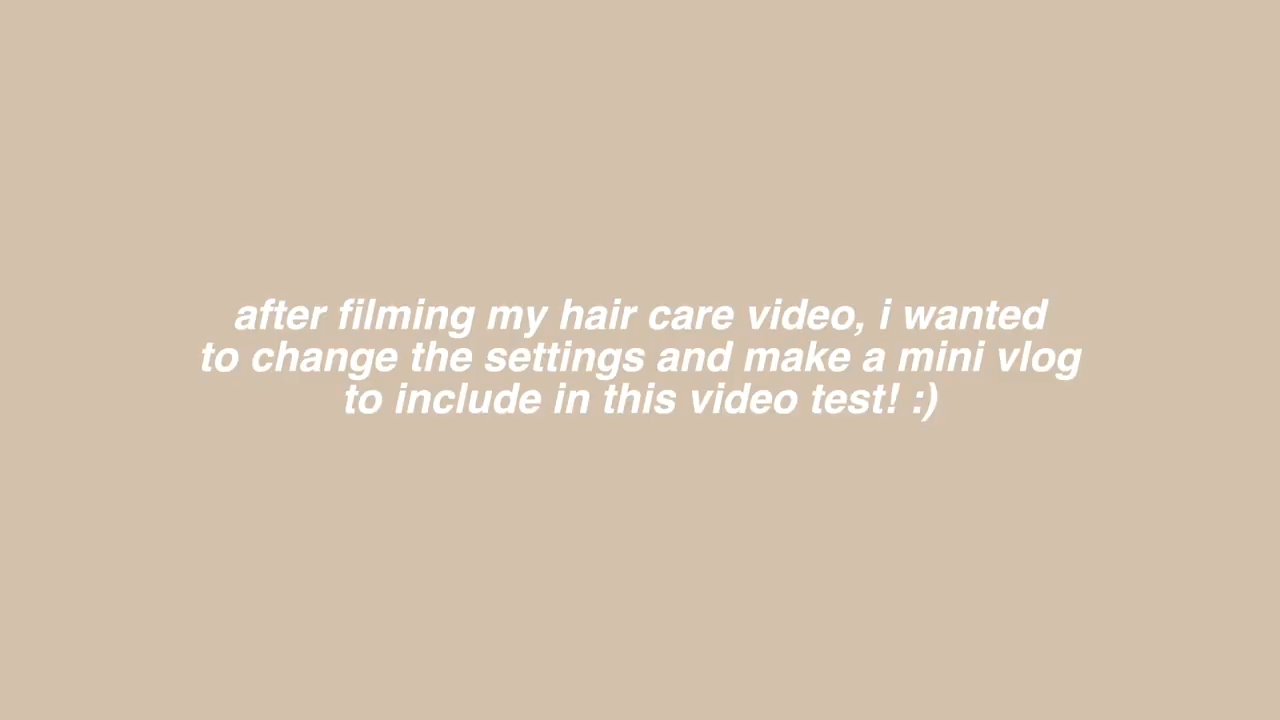 after filming my hair care video, i wanted
to change the settings and make a mini vlog
to include in this video test! :)